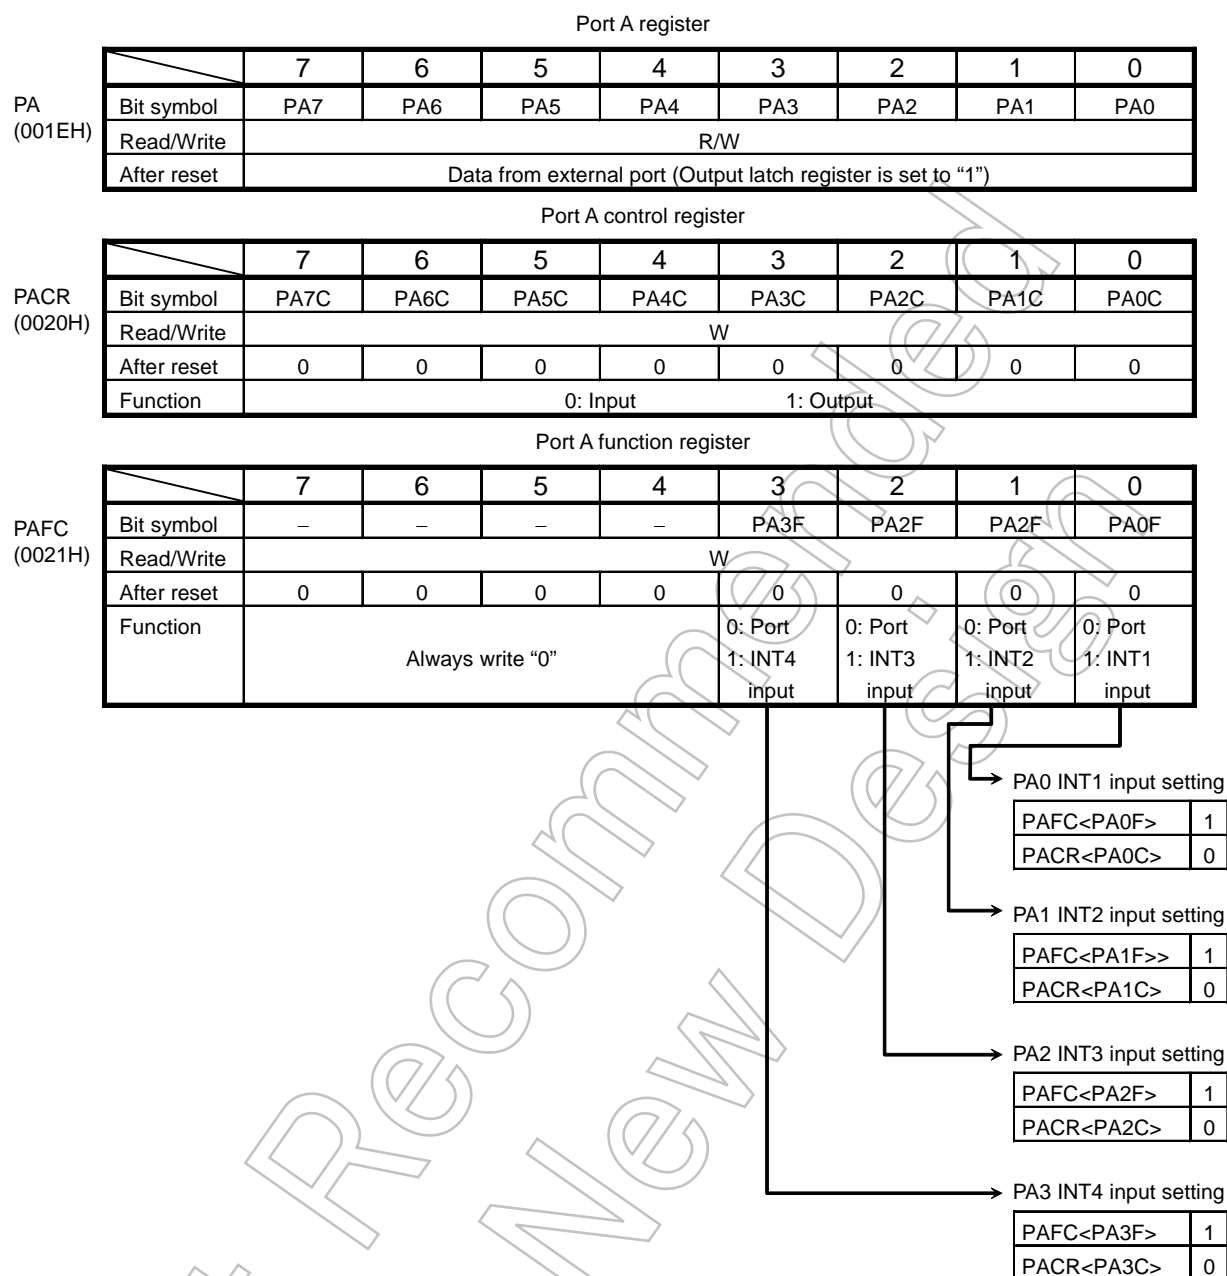 Port A register
7 6 5 4 3 2 1 0
PA
(001EH)
Bit symbol PA7 PA6 PA5 PA4 PA3 PA2 PA1 PA0
Read/Write R/W
After reset Data from external port (Output latch register is set to “1”)
Port A control register
7 6 5 4 3 2 1 0
PACR
(0020H)
Bit symbol PA7C PA6C PA5C PA4C PA3C PA2C PA1C PA0C
Read/Write W
After reset 0 0 0 0 0 0 0 0
Function 0: Input 1: Output
Port A function register
7 6 5 4 3 2 1 0
PAFC
(0021H)
Bit symbol – – – – PA3F PA2F PA2F PA0F
Read/Write W
After reset 0 0 0 0 0 0 0 0
Function Always write “0” 0: Port 0: Port 0: Port 0: Port
1: INT4 1: INT3 1: INT2 1: INT1
input input input input
PA0 INT1 input setting
PAFC<PA0F> 1
PACR<PA0C> 0
PA1 INT2 input setting
PAFC<PA1F>> 1
PACR<PA1C> 0
PA2 INT3 input setting
PAFC<PA2F> 1
PACR<PA2C> 0
PA3 INT4 input setting
PAFC<PA3F> 1
PACR<PA3C> 0
Recommended
New Design